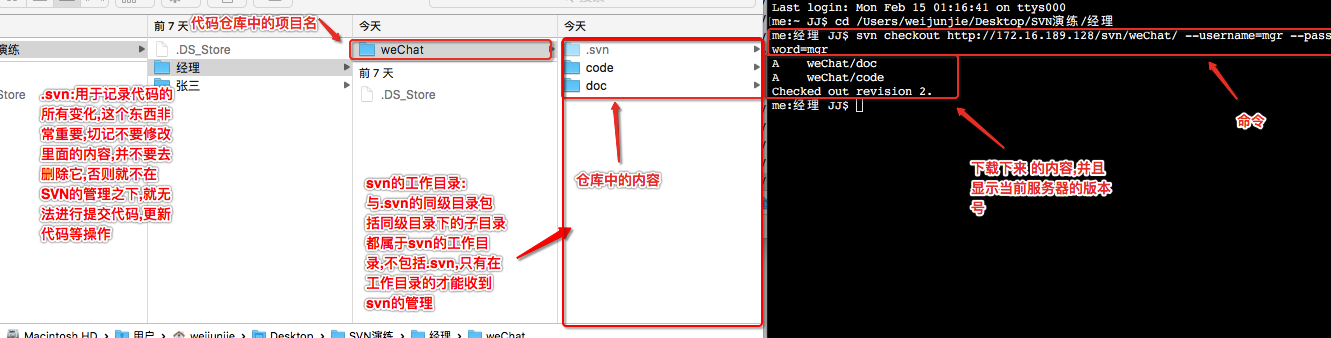 搜索
前 7 天
今天
今天
代码仓库中的项目名
演练
.DS_Store
经理
张三
weChat
前 7 天
.DS_Store
.svn
code
doc
Store
.svn:用于记录代码的
所有变化,这个东西非
常重要,切记不要修改
里面的内容,并不要去
删除它,否则就不在
SVN的管理之下,就无
法进行提交代码,更新
代码等操作
svn的工作目录:
与.svn的同级目录包
括同级目录下的子目录
都属于svn的工作目
录,不包括.svn,只有在
工作目录的才能收到
svn的管理
仓库中的内容
Macintosh HD
用户
weijunjie
Desktop
SVN演练
经理
weChat
Last login: Mon Feb 15 01:16:41 on ttys000
me:~ JJ$ cd /Users/weijunjie/Desktop/SVN演练/经理
me:经理 JJ$ svn checkout http://172.16.189.128/svn/weChat/ --username=mgr --pass
word=mgr
A    weChat/doc
A    weChat/code
Checked out revision 2.
me:经理 JJ$
命令
下载下来 的内容,并且
显示当前服务器的版本
号